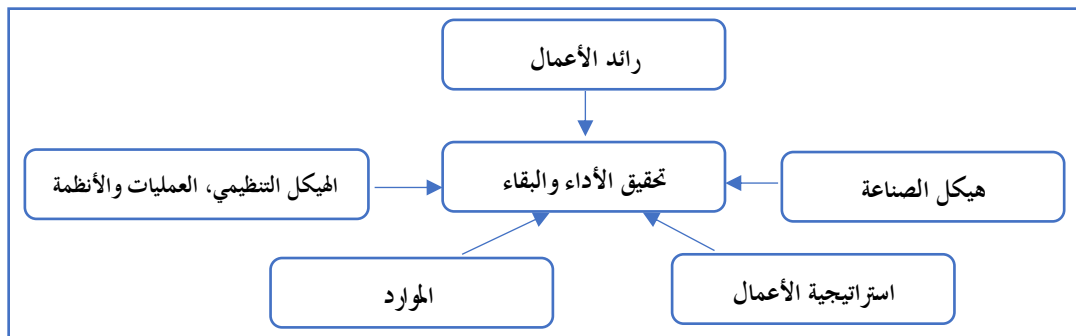 رائد الأعمال
هيكل الصناعة
تحقيق الأداء والبقاء
الهيكل التنظيمي، العمليات والأنظمة
استراتيجية الأعمال
الموارد